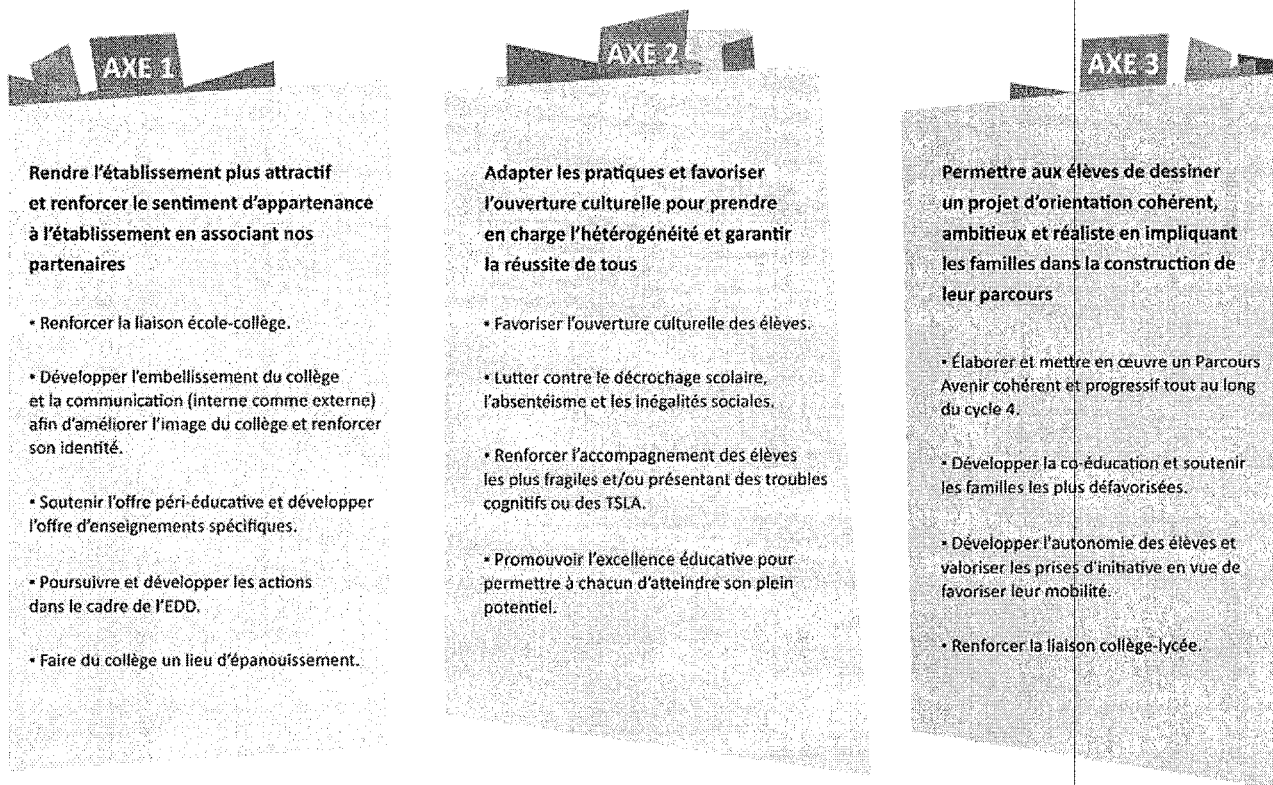 AXE 1
Rendre l’établissement plus attractif
et renforcer le sentiment d’appartenance
à l’établissement en associant nos
partenaires
• Renforcer la liaison école-collège.
• Développer l’embellissement du collège
et la communication (interne comme externe)
afin d’améliorer l’image du collège et renforcer
son identité.
• Soutenir l’offre péri-éducative et développer
l’offre d’enseignements spécifiques.
• Poursuivre et développer les actions
dans le cadre de l’EDD.
• Faire du collège un lieu d’épanouissement.
AXE 2
Adapter les pratiques et favoriser
l’ouverture culturelle pour prendre
en charge l’hétérogénéité et garantir
la réussite de tous
• Favoriser l’ouverture culturelle des élèves.
• Lutter contre le décrochage scolaire,
l’absentéisme et les inégalités sociales.
• Renforcer l’accompagnement des élèves
les plus fragiles et/ou présentant des troubles
cognitifs ou des TSLA.
• Promouvoir l’excellence éducative pour
permettre à chacun d’atteindre son plein
potentiel.
AXE 3
Permettre aux élèves de dessiner
un projet d’orientation cohérent,
ambitieux et réaliste en impliquant
les familles dans la construction de
leur parcours
• Élaborer et mettre en œuvre un Parcours
Avenir cohérent et progressif tout au long
du cycle 4.
• Développer la co-éducation et soutenir
les familles les plus défavorisées.
• Développer l’autonomie des élèves et
valoriser les prises d’initiative en vue de
favoriser leur mobilité.
• Renforcer la liaison collège-lycée.